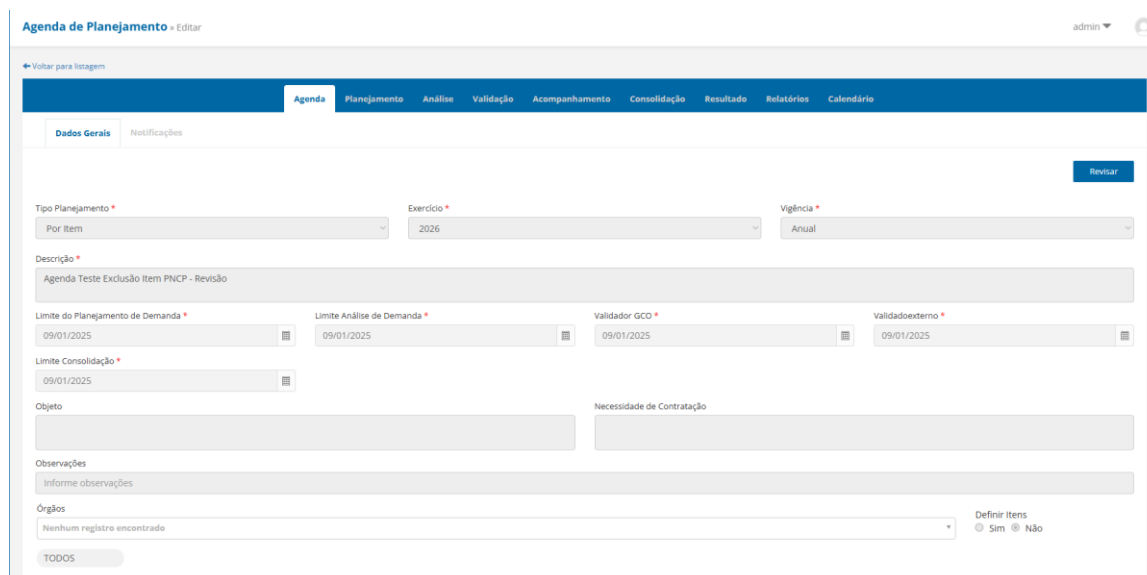 Agenda de Planejamento » Editar
admin
Voltar para listagem
Agenda Planejamento Análise Validação Acompanhamento Consolidação Resultado Relatórios Calendário
Dados Gerais Notificações
Revisar
Tipo Planejamento * Exercício * Vigência *
Por Item 2026 Anual
Descrição *
Agenda Teste Exclusão Item PNCP - Revisão
Limite do Planejamento de Demanda * Limite Análise de Demanda * Validador GCO * Validadoexterno *
09/01/2025 09/01/2025 09/01/2025 09/01/2025
Limite Consolidação *
09/01/2025
Objeto Necessidade de Contratação
Observações
Informe observações
Órgãos Definir Itens
Nenhum registro encontrado Sim Não
TODOS